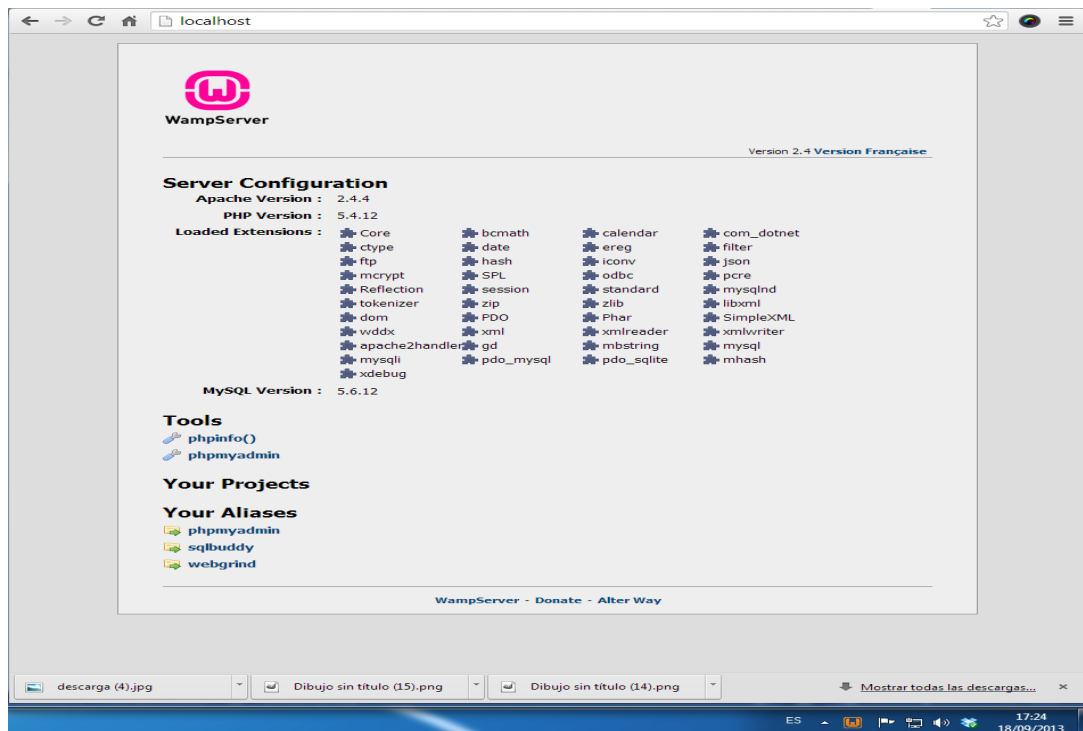 localhost
WampServer
Version 2.4 Version Française
Server Configuration
Apache Version : 2.4.4
PHP Version : 5.4.12
Loaded Extensions : Core bcmath calendar com_dotnet
ctype date ereg filter
ftp hash iconv json
mcrypt SPL odbc pcre
Reflection session standard mysqlnd
tokenizer zip zlib libxml
dom PDO Phar SimpleXML
wddx xml xmlreader xmlwriter
apache2handler gd mbstring mysql
mysqli pdo_mysql pdo_sqlite mhash
xdebug
MySQL Version : 5.6.12
Tools
phpinfo()
phpmyadmin
Your Projects
Your Aliases
phpmyadmin
sqlbuddy
webgrind
WampServer - Donate - Alter Way
descarga (4).jpg Dibujo sin título (15).png Dibujo sin título (14).png Mostrar todas las descargas...
ES 17:24
18/09/2013